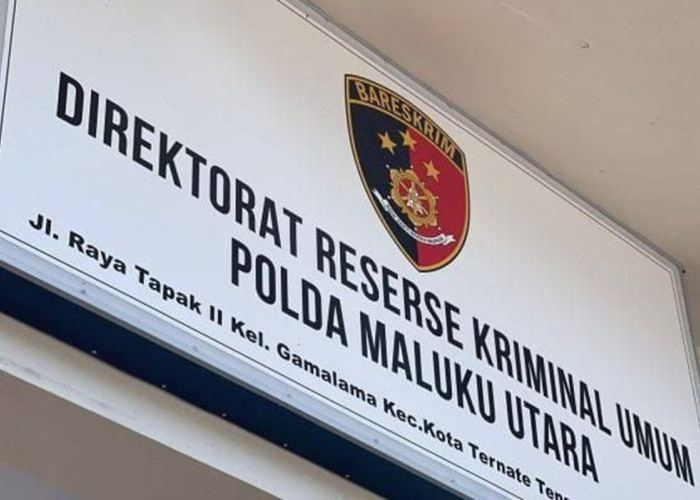 BARESKRIM
DIREKTORAT RESERSE KRIMINAL UMUM
POLDA MALUKU UTARA
Jl. Raya Tapak II Kel. Gamalama Kec.Kota Ternate